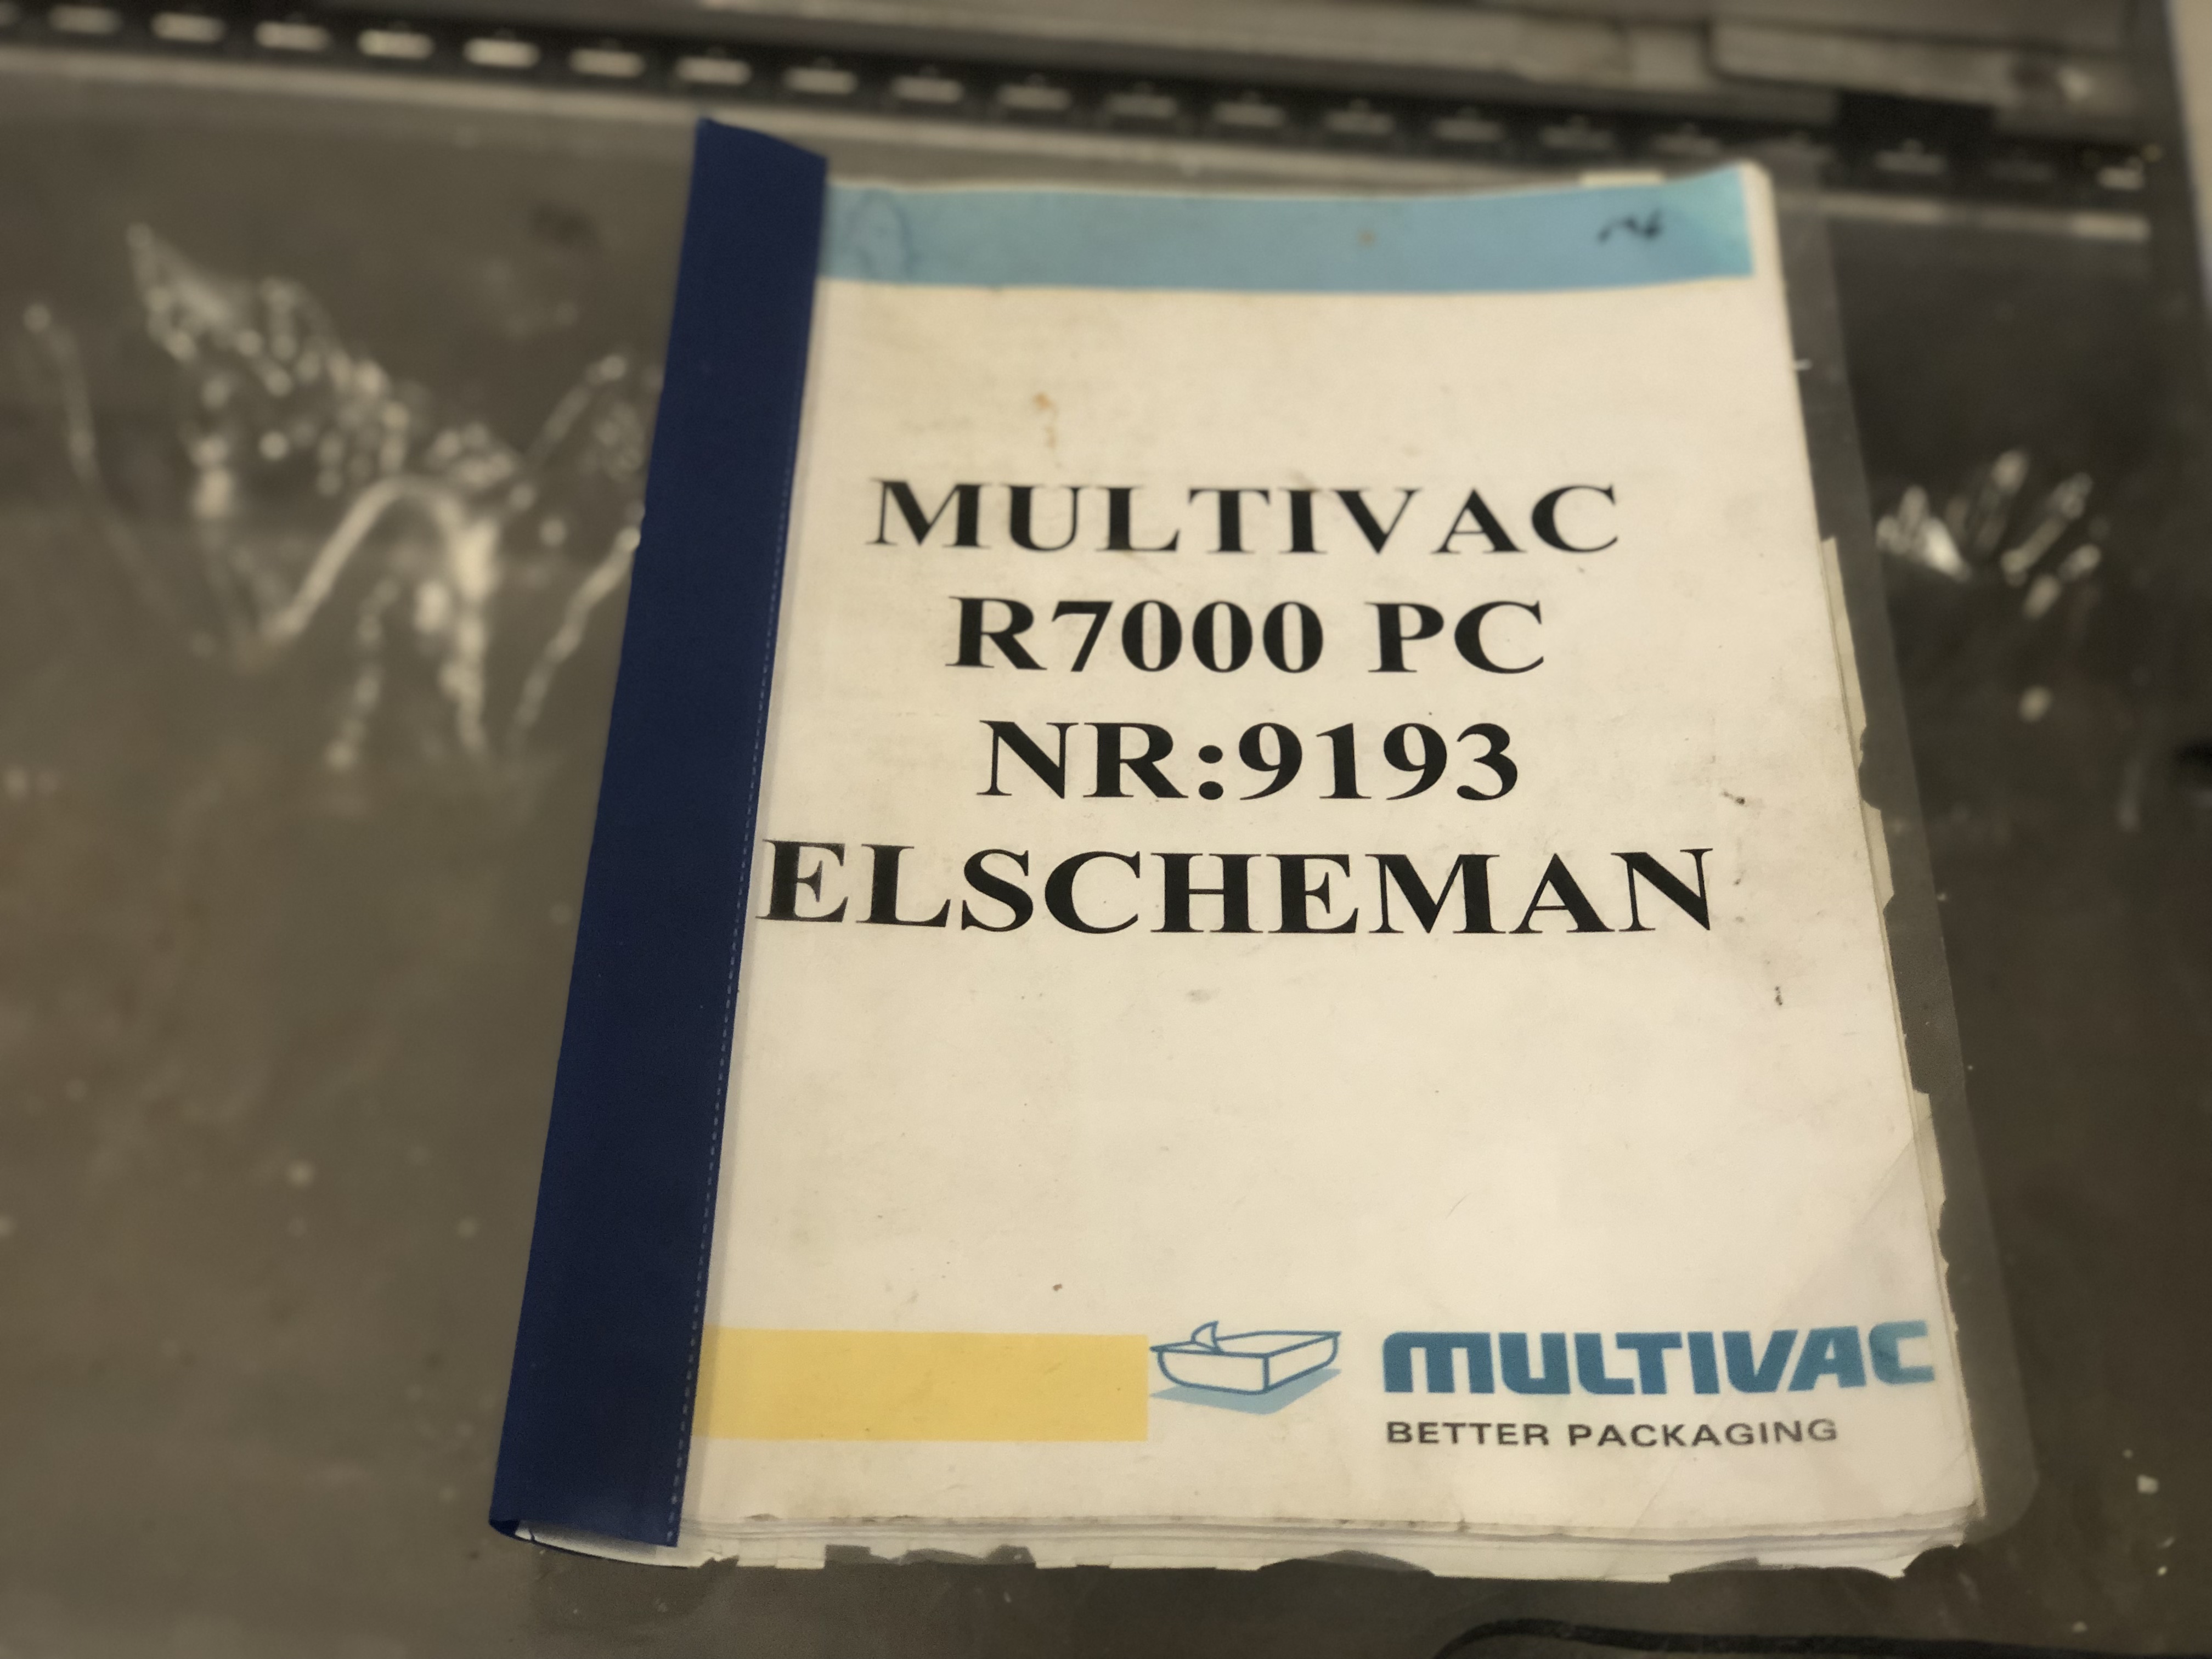 MULTIVAC
R7000 PC
NR:9193
ELSCHEMAN
MULTIVAC
BETTER PACKAGING